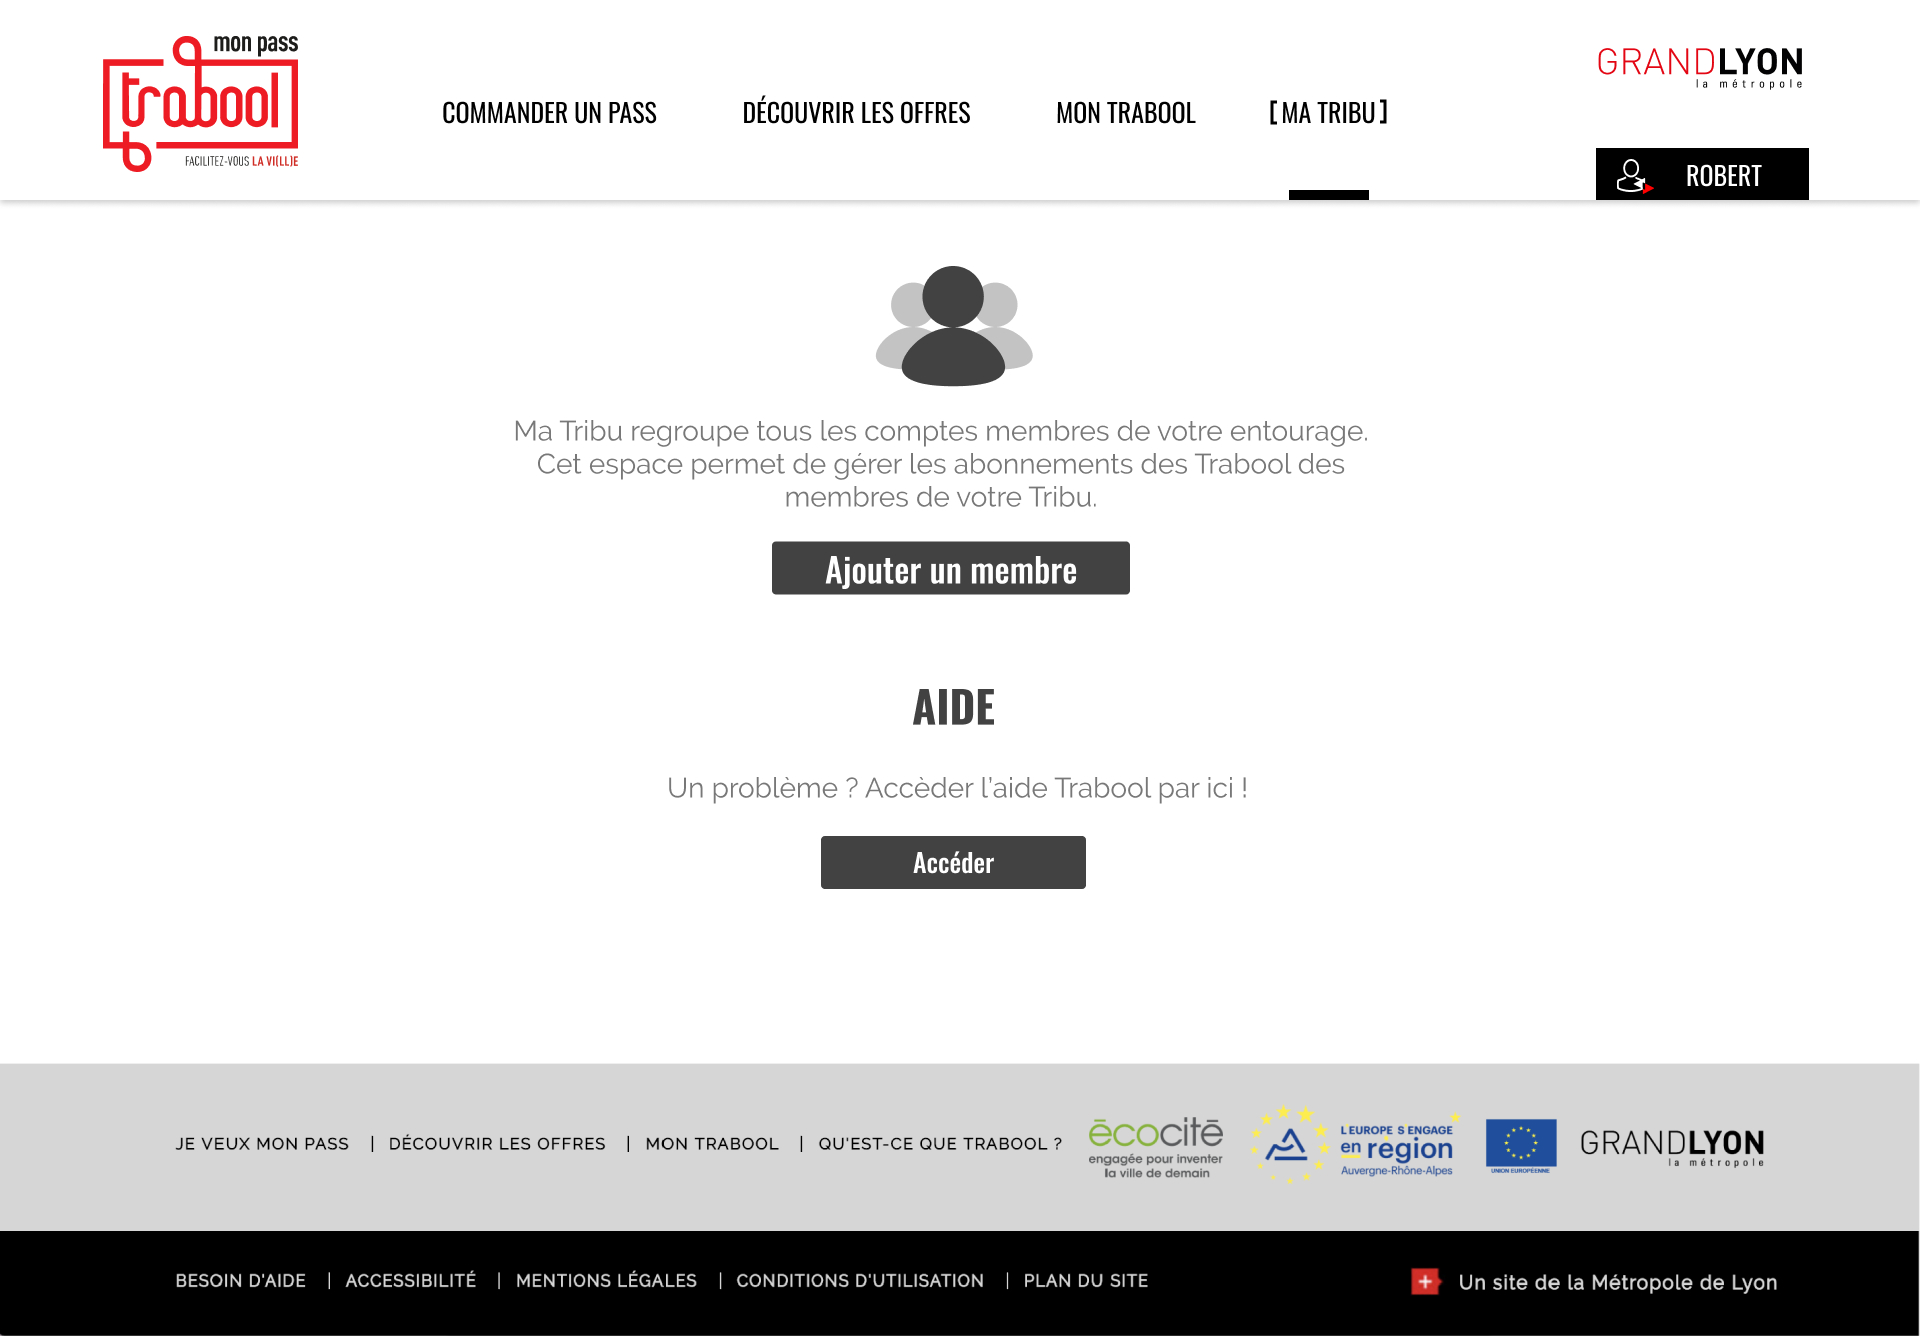 mon pass
trabool
FACILITEZ-VOUS LA VI(LL)E
COMMANDER UN PASS
DÉCOUVRIR LES OFFRES
MON TRABOOL
[MA TRIBU]
GRANDLYON
la métropole
ROBERT
Ma Tribu regroupe tous les comptes membres de votre entourage.
Cet espace permet de gérer les abonnements des Trabool des
membres de votre Tribu.
Ajouter un membre
AIDE
Un problème ? Accèder l'aide Trabool par ici !
Accéder
JE VEUX MON PASS | DÉCOUVRIR LES OFFRES | MON TRABOOL | QU'EST-CE QUE TRABOOL ?
écocité
engagée pour inventer
la ville de demain
L EUROPE S ENGAGE
en région
Auvergne-Rhône-Alpes
UNION EUROPÉENNE
GRANDLYON
la métropole
BESOIN D'AIDE | ACCESSIBILITÉ | MENTIONS LÉGALES | CONDITIONS D'UTILISATION | PLAN DU SITE
Un site de la Métropole de Lyon